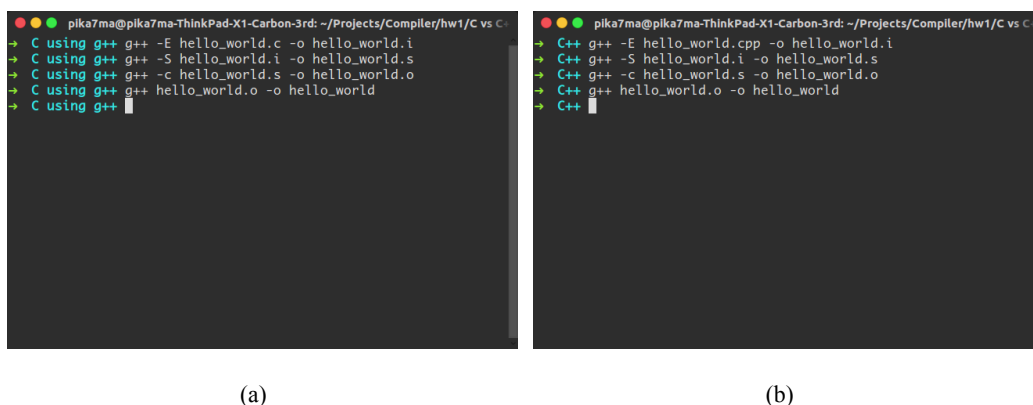 pika7ma@pika7ma-ThinkPad-X1-Carbon-3rd: ~/Projects/Compiler/hw1/C vs C+
→ C using g++ g++ -E hello_world.c -o hello_world.i
→ C using g++ g++ -S hello_world.i -o hello_world.s
→ C using g++ g++ -c hello_world.s -o hello_world.o
→ C using g++ g++ hello_world.o -o hello_world
→ C using g++
(a)
pika7ma@pika7ma-ThinkPad-X1-Carbon-3rd: ~/Projects/Compiler/hw1/C vs C
→ C++ g++ -E hello_world.cpp -o hello_world.i
→ C++ g++ -S hello_world.i -o hello_world.s
→ C++ g++ -c hello_world.s -o hello_world.o
→ C++ g++ hello_world.o -o hello_world
→ C++
(b)